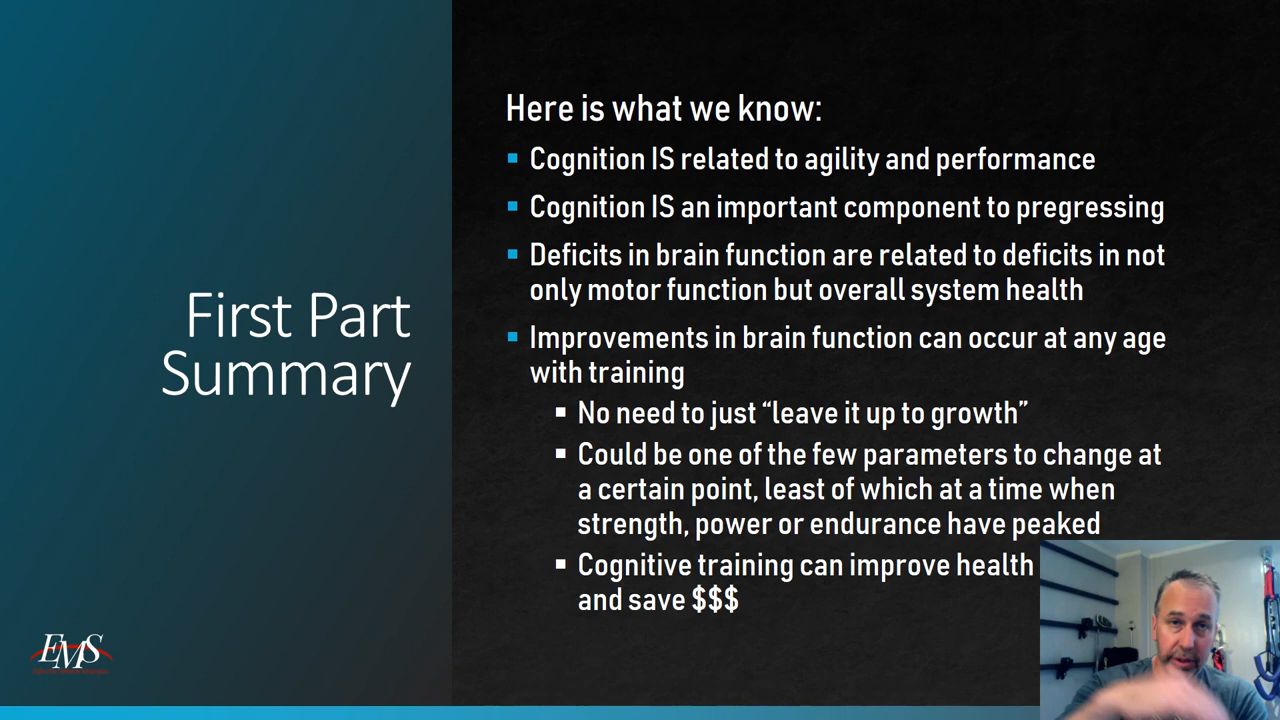 First Part
Summary
Here is what we know:
Cognition IS related to agility and performance
Cognition IS an important component to pregressing
Deficits in brain function are related to deficits in not
only motor function but overall system health
Improvements in brain function can occur at any age
with training
No need to just “leave it up to growth”
Could be one of the few parameters to change at
a certain point, least of which at a time when
strength, power or endurance have peaked
Cognitive training can improve health
and save $$$
EMS